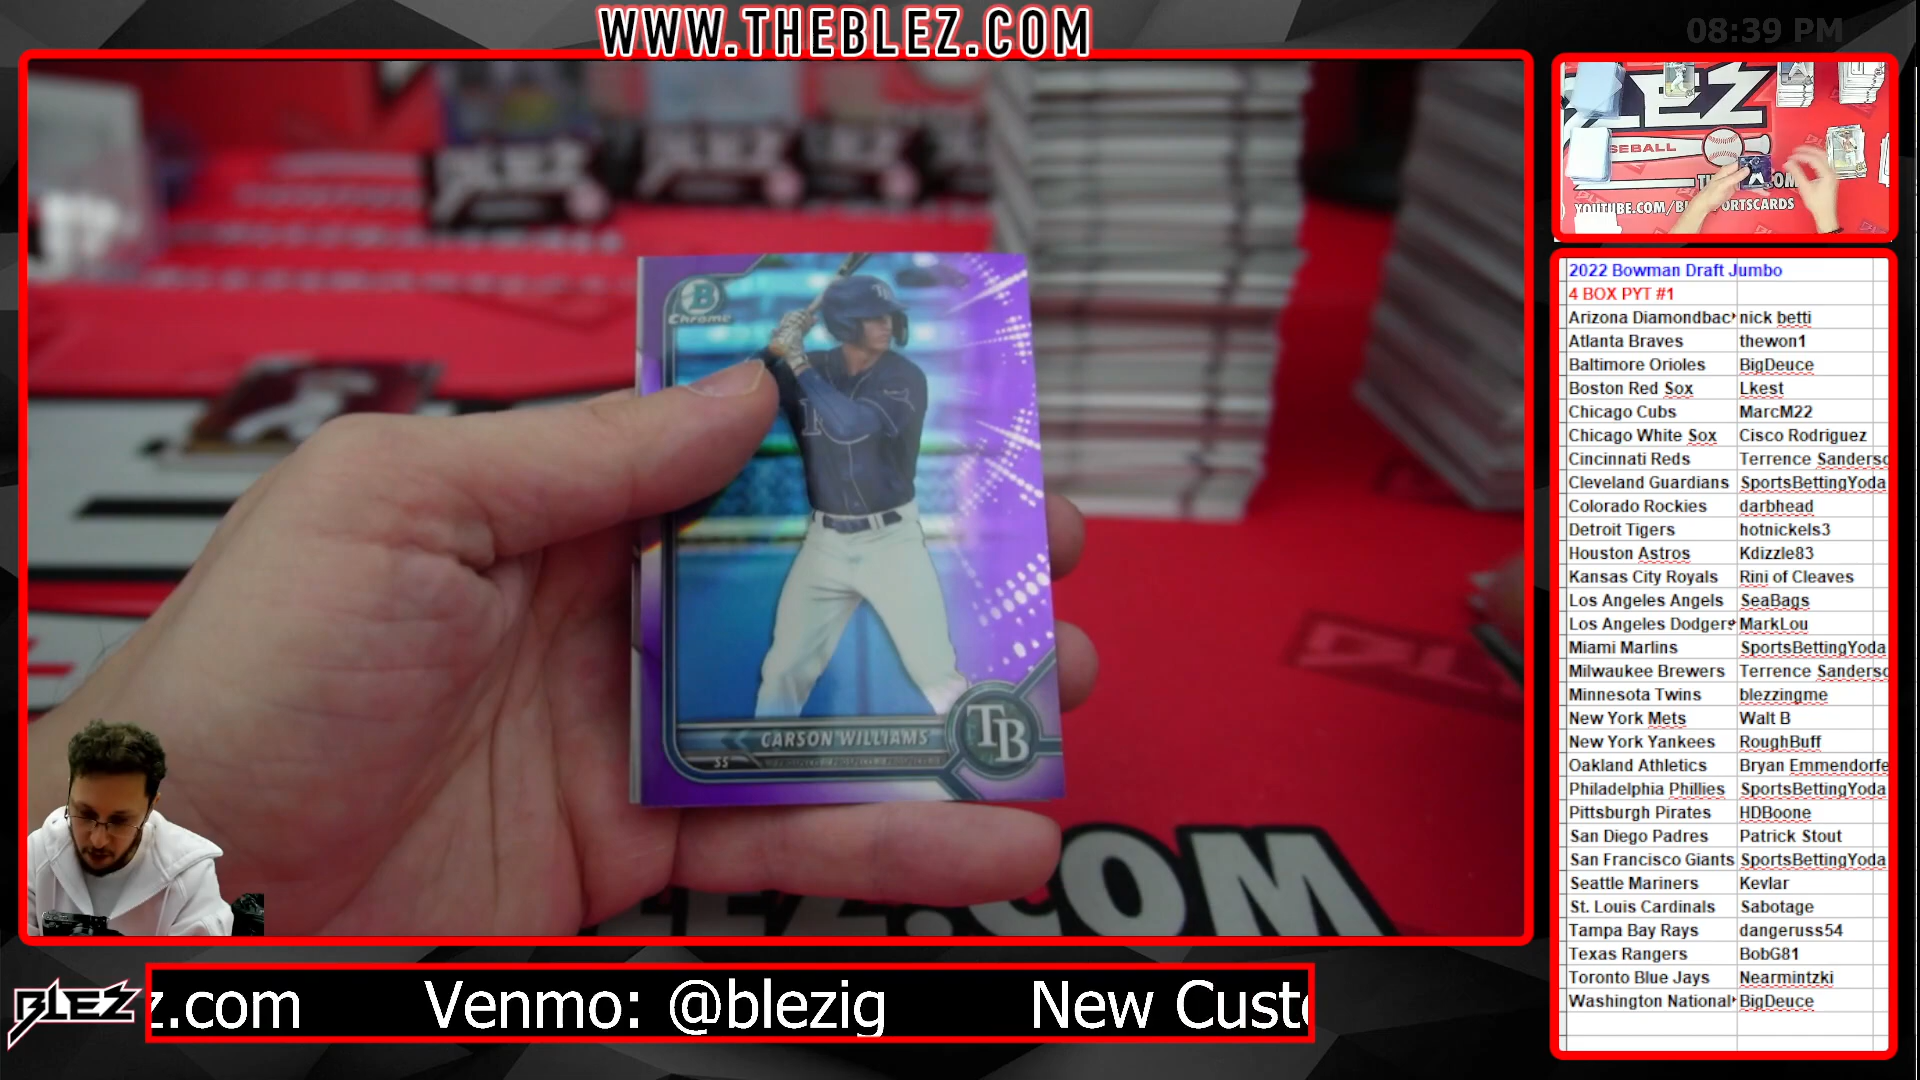 WWW.THEBLEZ.COM
08:39 PM
BLEZ
SEBALL
YOUTUBE.COM/BL
2022 Bowman Draft Jumbo
4 BOX PYT #1
Arizona Diamondbac nick betti
Atlanta Braves thewon1
Baltimore Orioles BigDeuce
Boston Red Sox Lkest
Chicago Cubs MarcM22
Chicago White Sox Cisco Rodriguez
Cincinnati Reds Terrence Sanderso
Cleveland Guardians SportsBettingYoda
Colorado Rockies darbhead
Detroit Tigers hotnickels3
Houston Astros Kdizzle83
Kansas City Royals Rini of Cleaves
Los Angeles Angels SeaBags
Los Angeles Dodgers MarkLou
Miami Marlins SportsBettingYoda
Milwaukee Brewers Terrence Sanderso
Minnesota Twins blezzingme
New York Mets Walt B
New York Yankees RoughBuff
Oakland Athletics Bryan Emmendorfe
Philadelphia Phillies SportsBettingYoda
Pittsburgh Pirates HDBoone
San Diego Padres Patrick Stout
San Francisco Giants SportsBettingYoda
Seattle Mariners Kevlar
St. Louis Cardinals Sabotage
Tampa Bay Rays dangeruss54
Texas Rangers BobG81
Toronto Blue Jays Nearmintzki
Washington National BigDeuce
B
Chrome
CARSON WILLIAMS
SS
TB
EZ.COM
BLEZ
z.com Venmo: @blezig New Custo